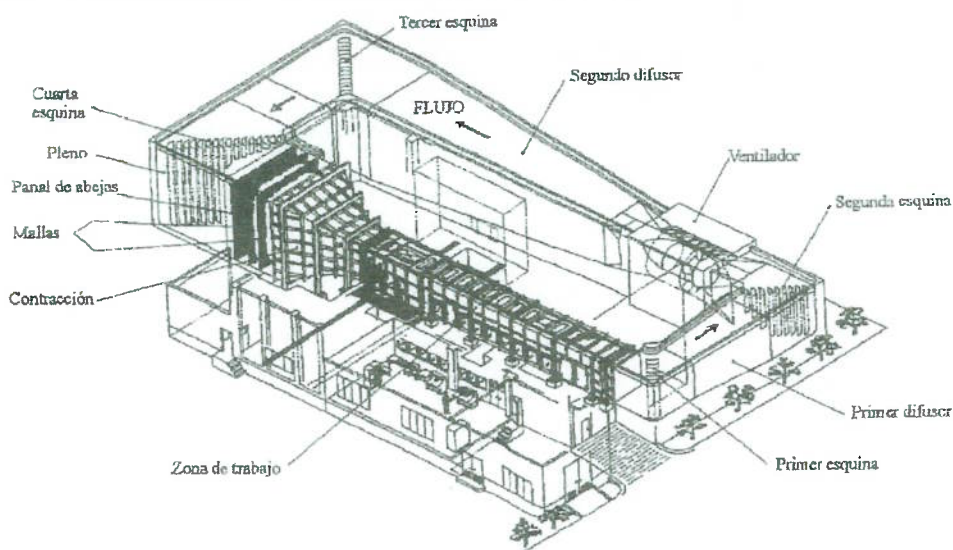 Tercer esquina
Segundo difusor
Cuarta
esquina
FLUJO
Pleno
Ventilador
Panal de abejas
Segunda esquina
Mallas
Contracción
Primer difusor
Zona de trabajo
Primer esquina